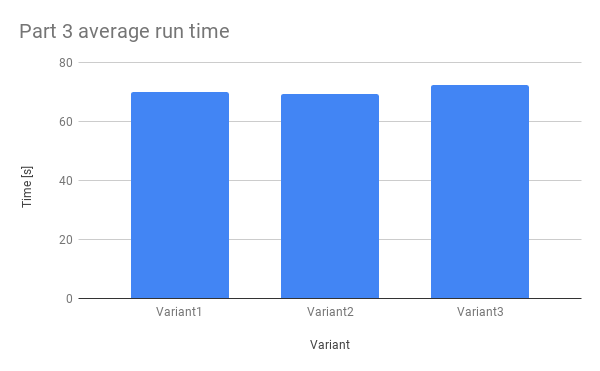 Part 3 average run time
80
60
40
20
0
Time [s]
Variant1
Variant2
Variant3
Variant